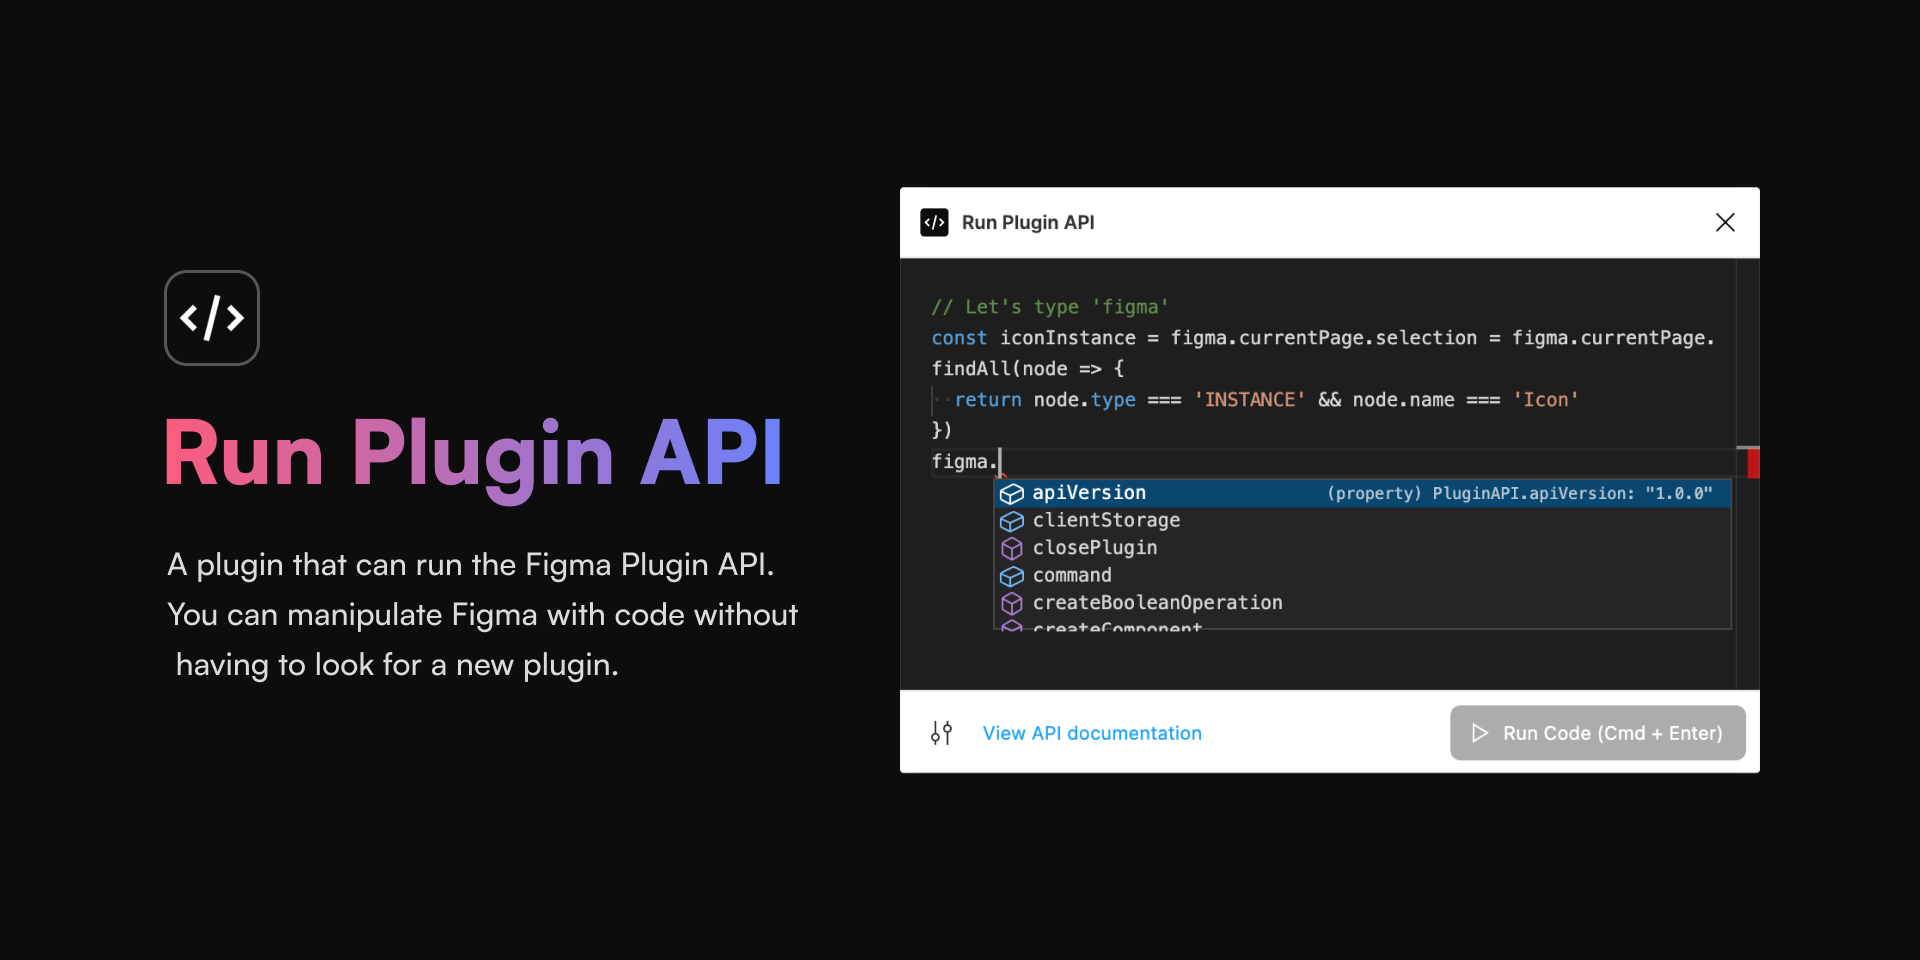 </>
Run Plugin API
A plugin that can run the Figma Plugin API.
You can manipulate Figma with code without
having to look for a new plugin.
</> Run Plugin API
// Let's type 'figma'
const iconInstance = figma.currentPage.selection = figma.currentPage.
findAll(node => {
··return node.type === 'INSTANCE' && node.name === 'Icon'
})
figma.
apiVersion (property) PluginAPI.apiVersion: "1.0.0"
clientStorage
closePlugin
command
createBooleanOperation
createComponent
View API documentation
Run Code (Cmd + Enter)